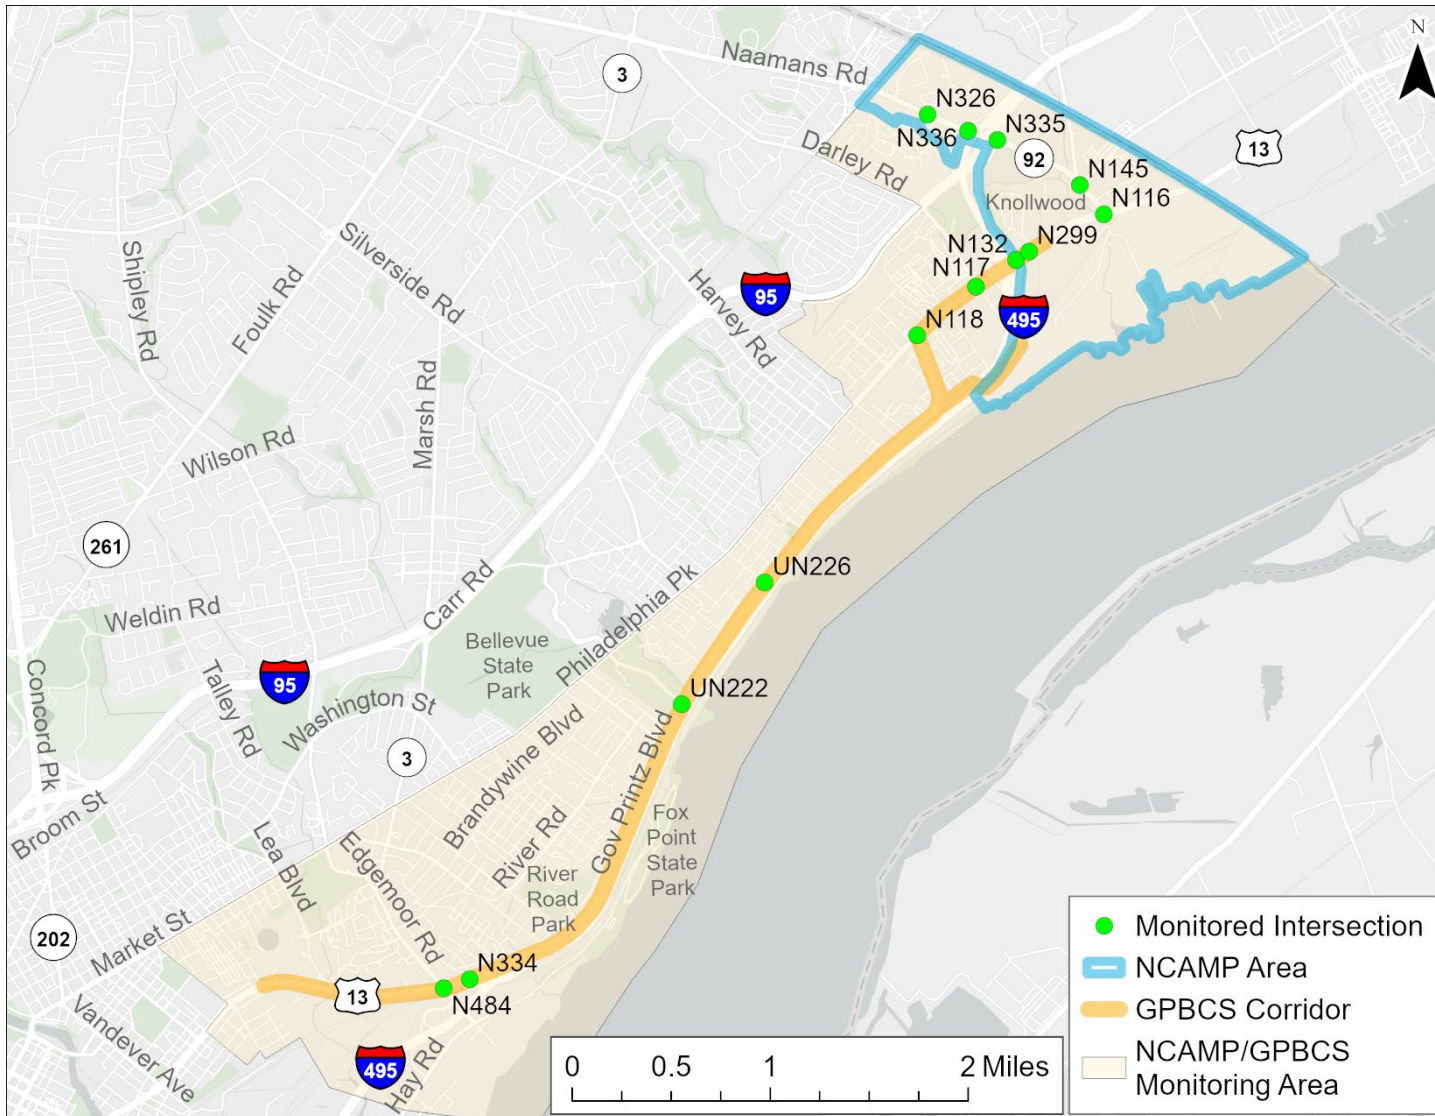 N
Naamans Rd
3
N326
N336
N335
13
Darley Rd
92
N145
Knollwood
N116
N299
N132
N117
Shipley Rd
Foulk Rd
Silverside Rd
Harvey Rd
95
495
N118
Marsh Rd
Wilson Rd
261
UN226
Carr Rd
Weldin Rd
Philadelphia Pk
Bellevue
State
Park
95
Concord Pk
Talley Rd
Washington St
UN222
3
Brandywine Blvd
Gov Printz Blvd
Broom St
Lea Blvd
Edgemoor Rd
River Rd
Fox
Point
State
Park
River
Road
Park
202
Market St
N334
13
N484
Vandever Ave
495
Hay Rd
0 0.5 1 2 Miles
Monitored Intersection
NCAMP Area
GPBCS Corridor
NCAMP/GPBCS
Monitoring Area